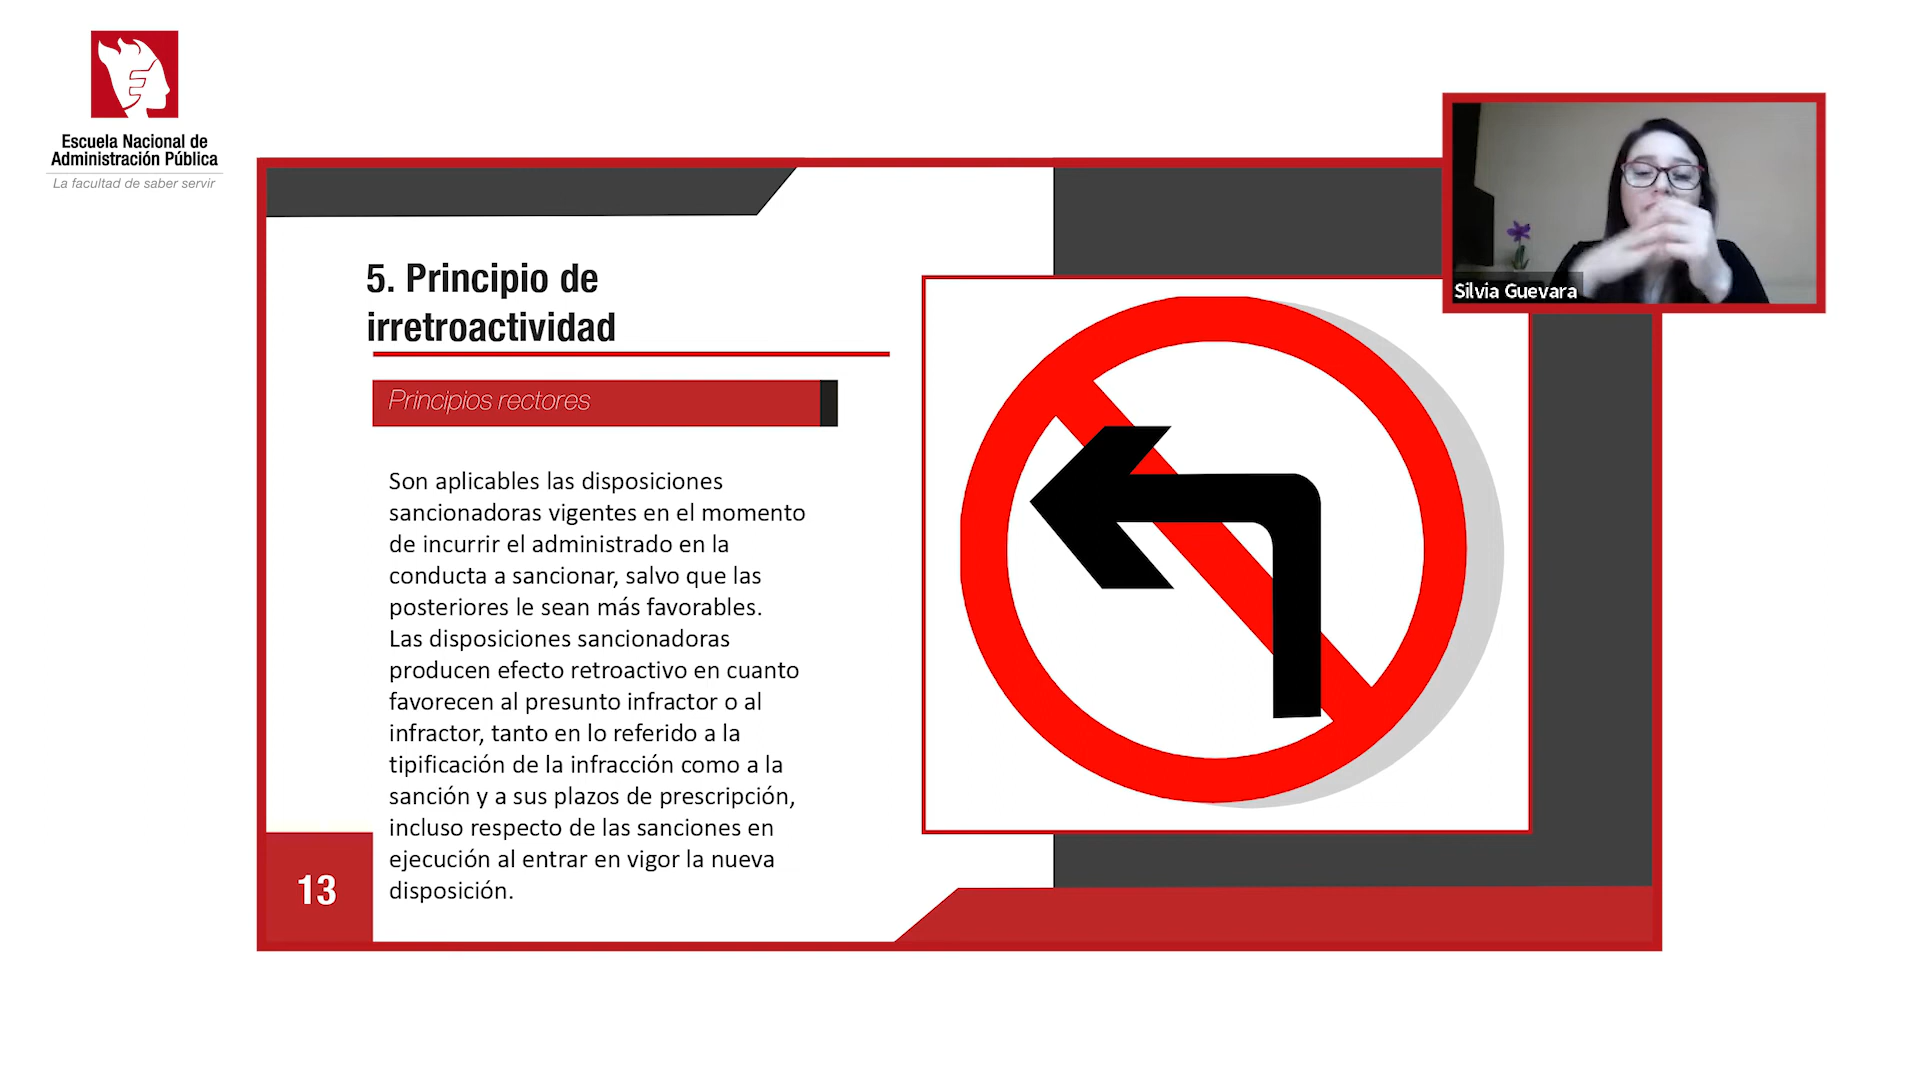 Escuela Nacional de
Administración Pública
La facultad de saber servir
Silvia Guevara
5. Principio de
irretroactividad
Principios rectores
Son aplicables las disposiciones
sancionadoras vigentes en el momento
de incurrir el administrado en la
conducta a sancionar, salvo que las
posteriores le sean más favorables.
Las disposiciones sancionadoras
producen efecto retroactivo en cuanto
favorecen al presunto infractor o al
infractor, tanto en lo referido a la
tipificación de la infracción como a la
sanción y a sus plazos de prescripción,
incluso respecto de las sanciones en
ejecución al entrar en vigor la nueva
disposición.
13